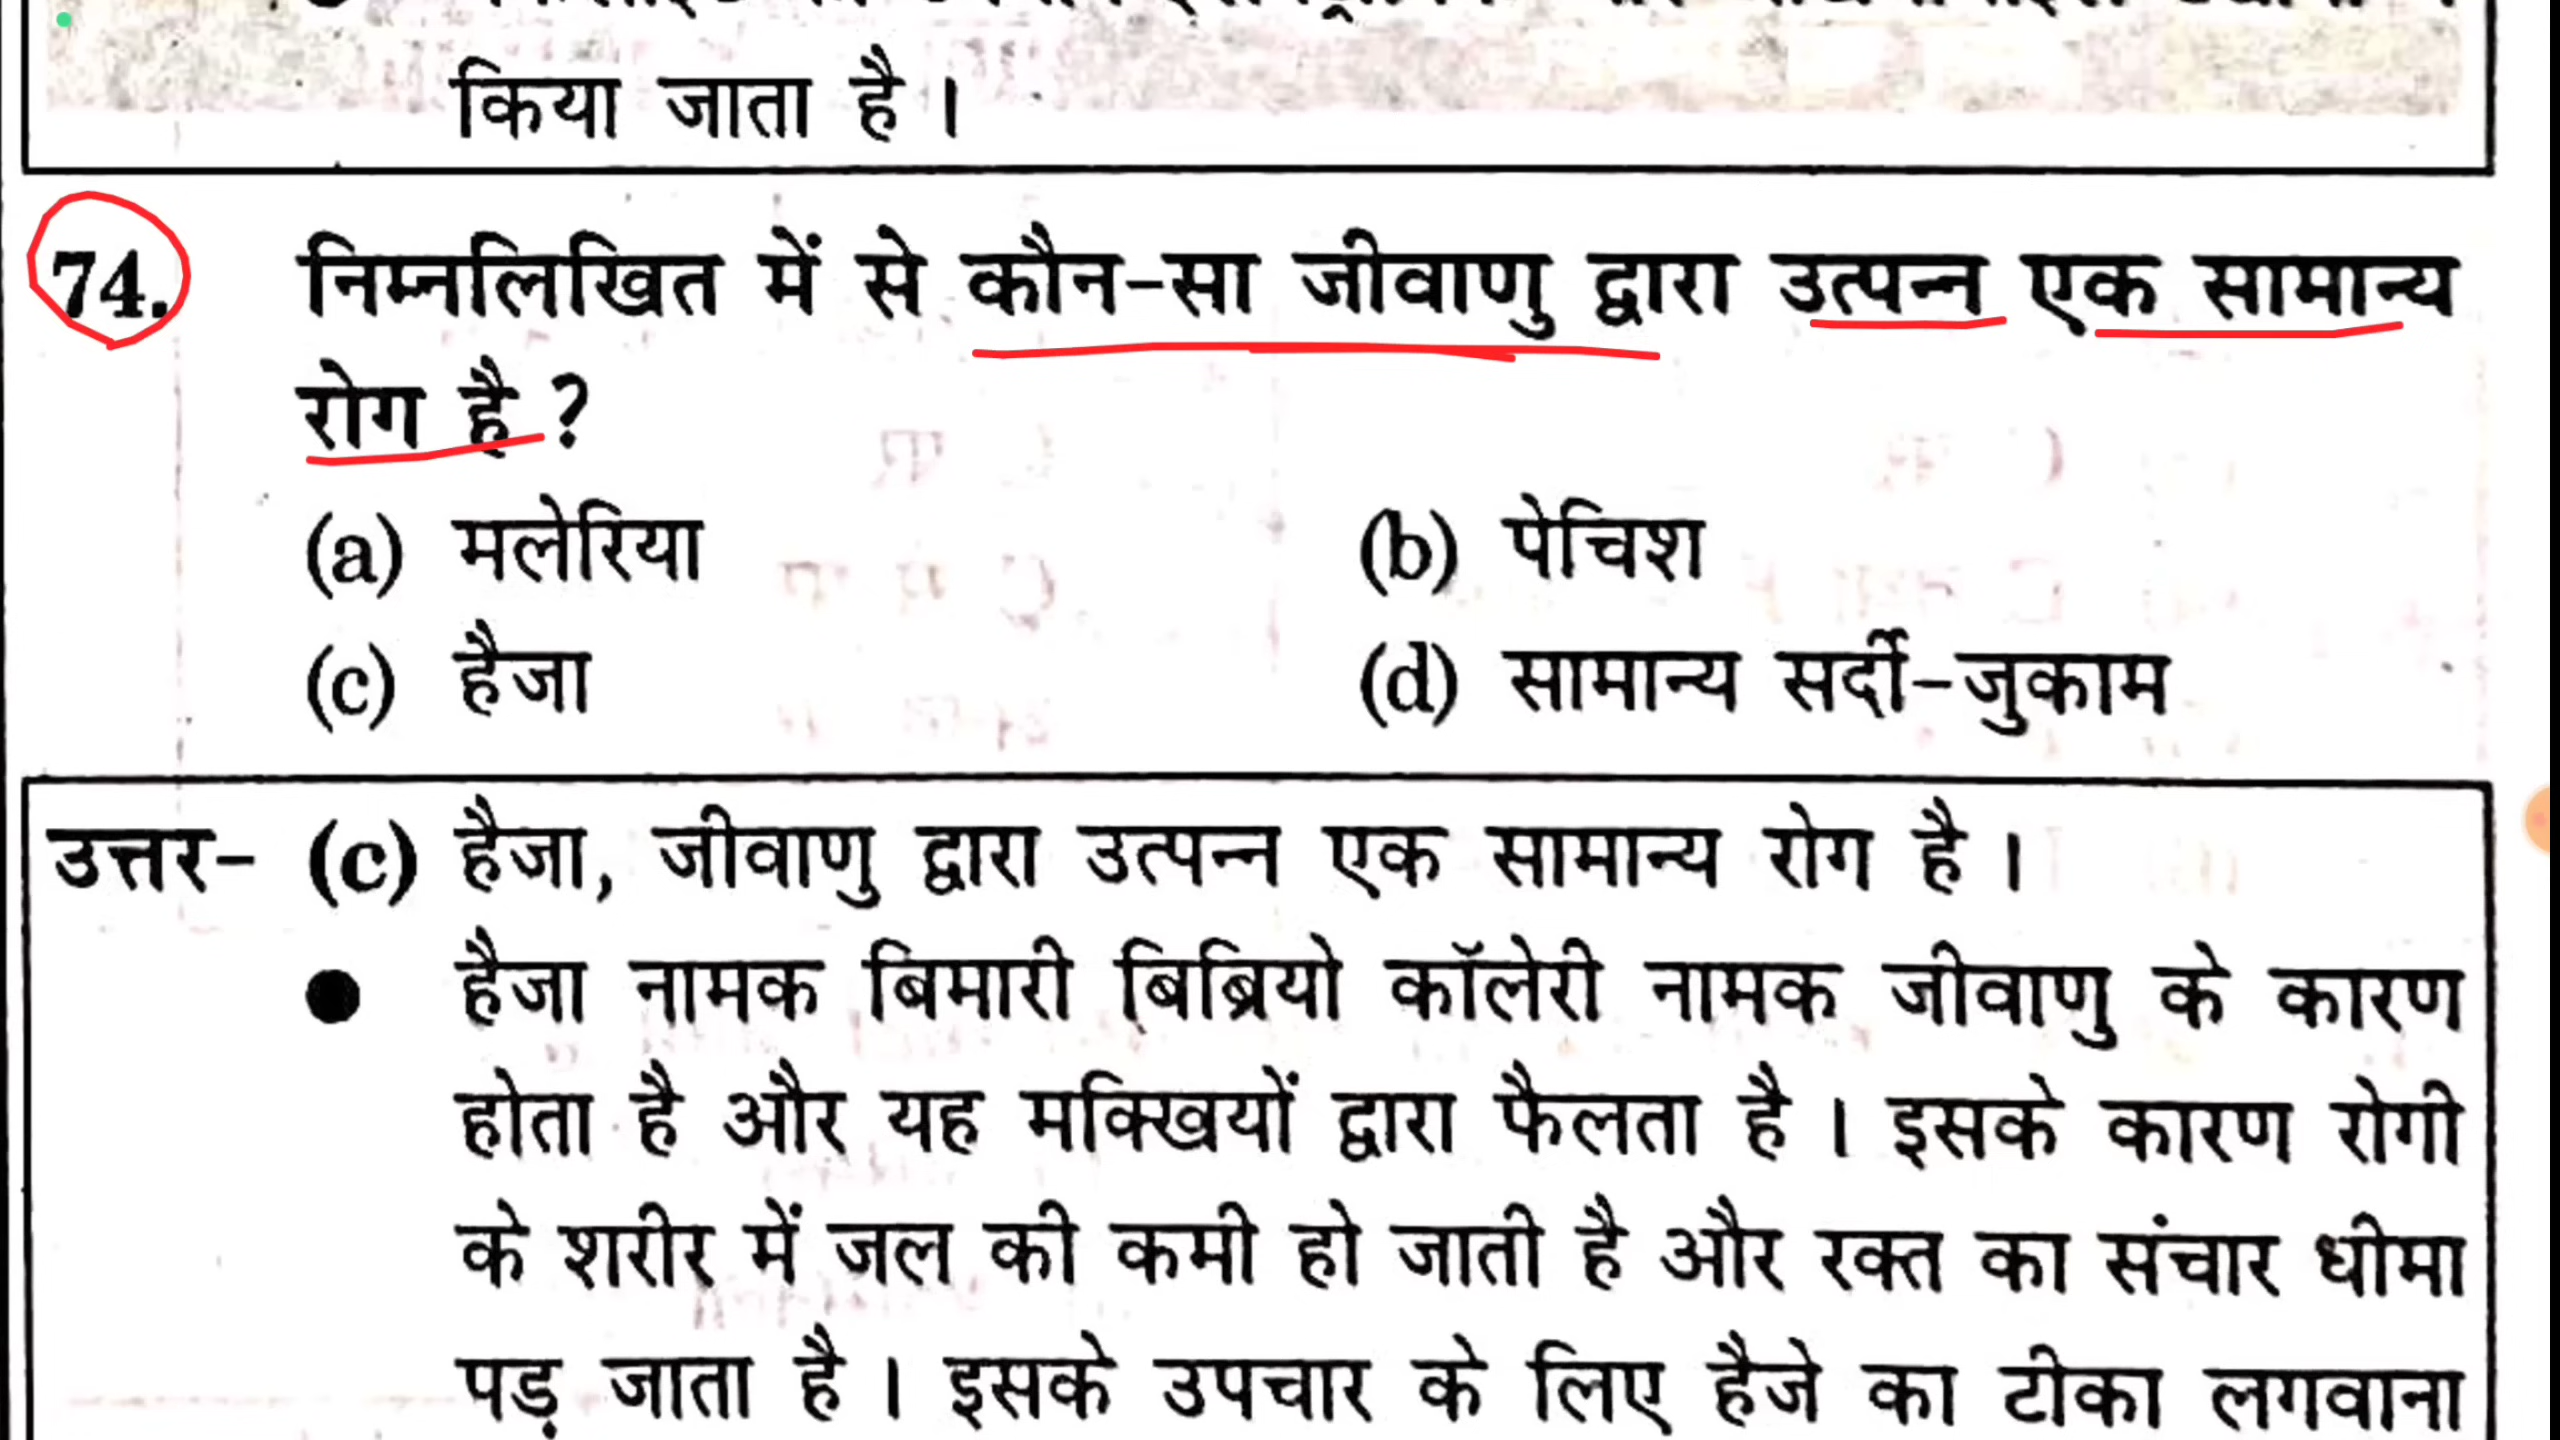 किया जाता है ।
74. निम्नलिखित में से कौन-सा जीवाणु द्वारा उत्पन्न एक सामान्य
रोग है ?
(a) मलेरिया (b) पेचिश
(c) हैजा (d) सामान्य सर्दी-जुकाम
उत्तर- (c) हैजा, जीवाणु द्वारा उत्पन्न एक सामान्य रोग है ।
● हैजा नामक बिमारी बिब्रियो कॉलेरी नामक जीवाणु के कारण
होता है और यह मक्खियों द्वारा फैलता है । इसके कारण रोगी
के शरीर में जल की कमी हो जाती है और रक्त का संचार धीमा
पड़ जाता है । इसके उपचार के लिए हैजे का टीका लगवाना